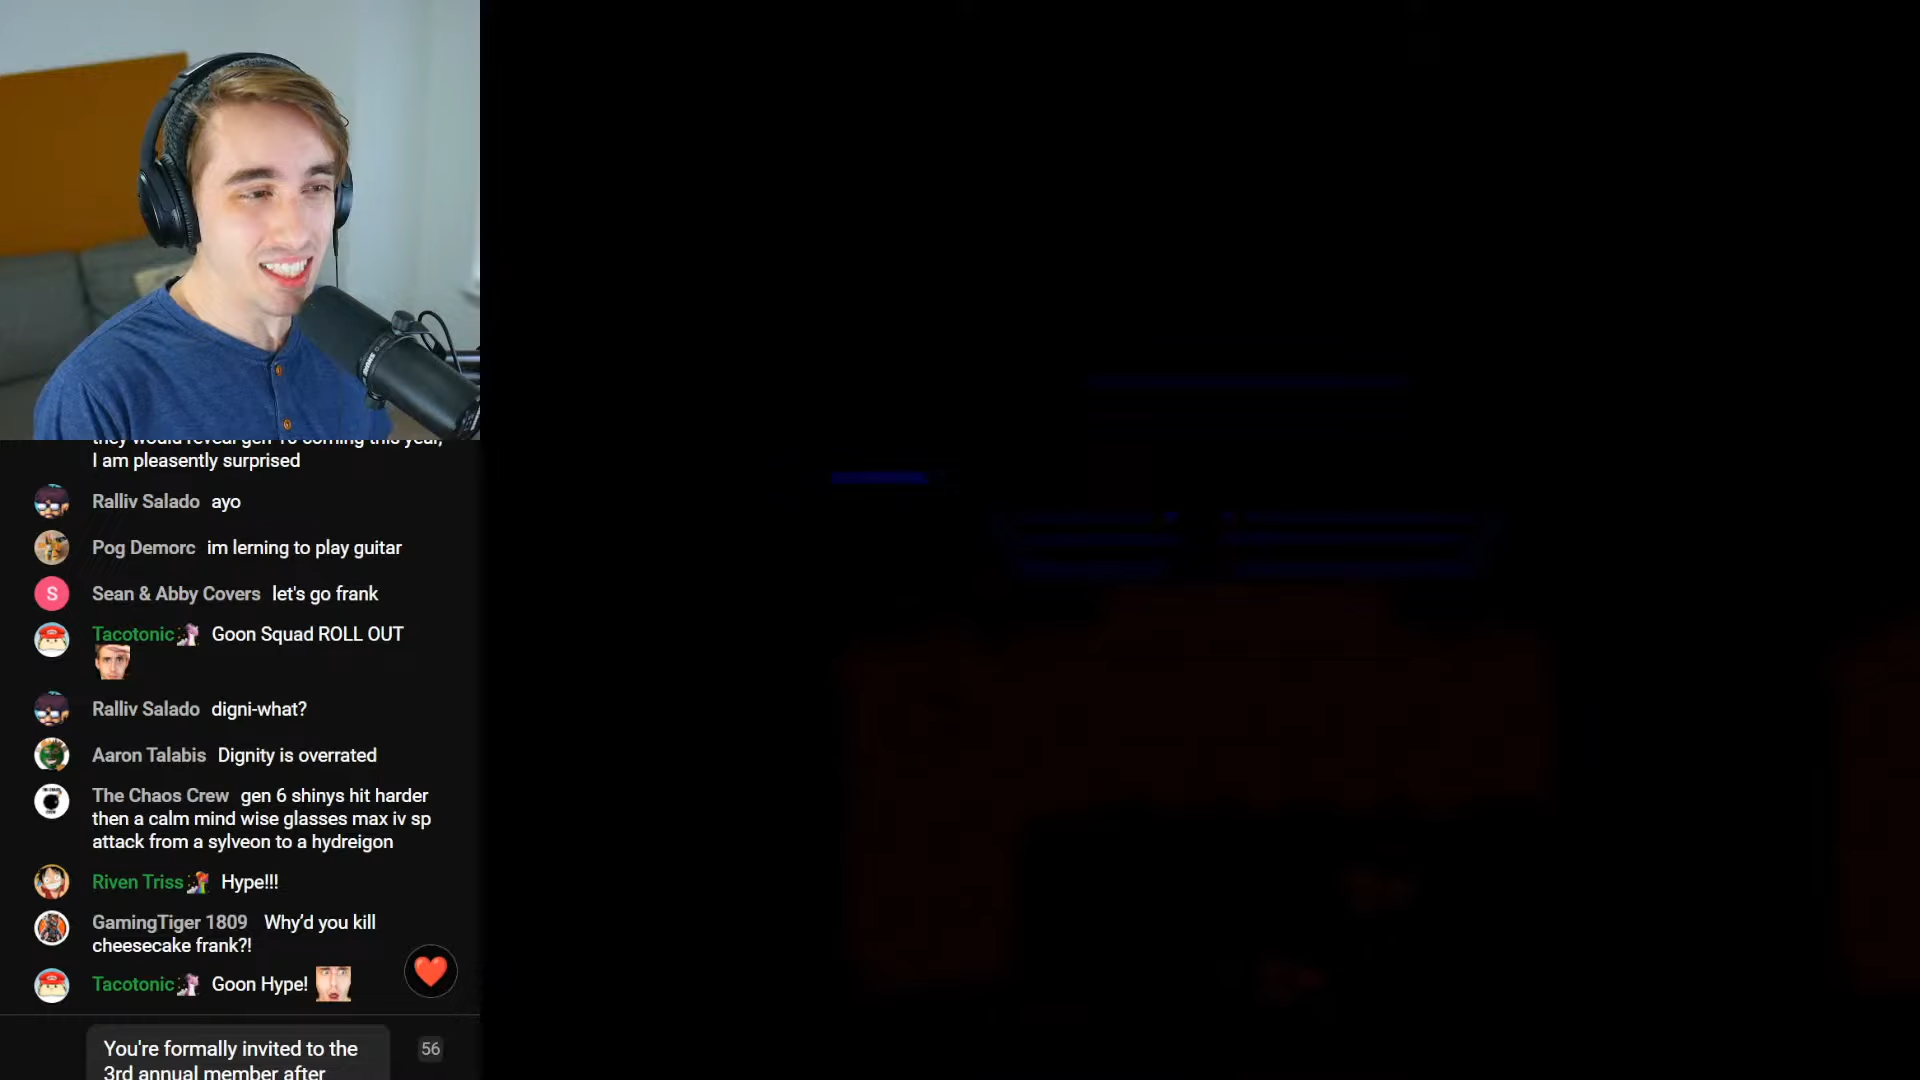 I am pleasently surprised
Ralliv Salado ayo
Pog Demorc im lerning to play guitar
S Sean & Abby Covers let's go frank
Tacotonic Goon Squad ROLL OUT
Ralliv Salado digni-what?
Aaron Talabis Dignity is overrated
The Chaos Crew gen 6 shinys hit harder
then a calm mind wise glasses max iv sp
attack from a sylveon to a hydreigon
Riven Triss Hype!!!
GamingTiger 1809 Why'd you kill
cheesecake frank?!
Tacotonic Goon Hype!
You're formally invited to the 56
3rd annual member after